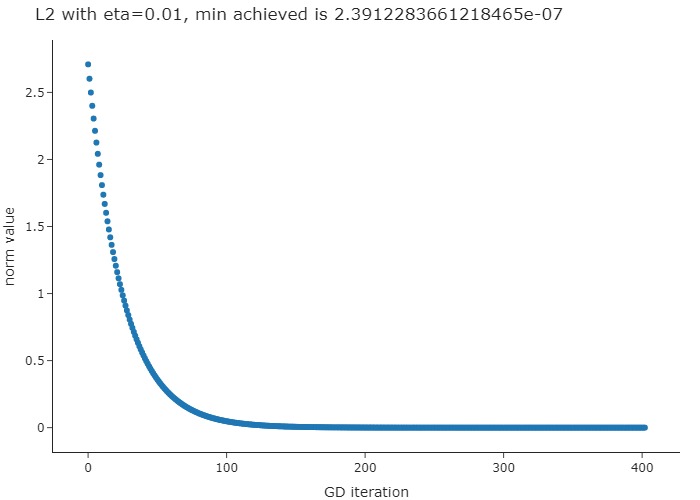 L2 with eta=0.01, min achieved is 2.3912283661218465e-07
2.5
2
1.5
1
0.5
0
norm value
0 100 200 300 400
GD iteration